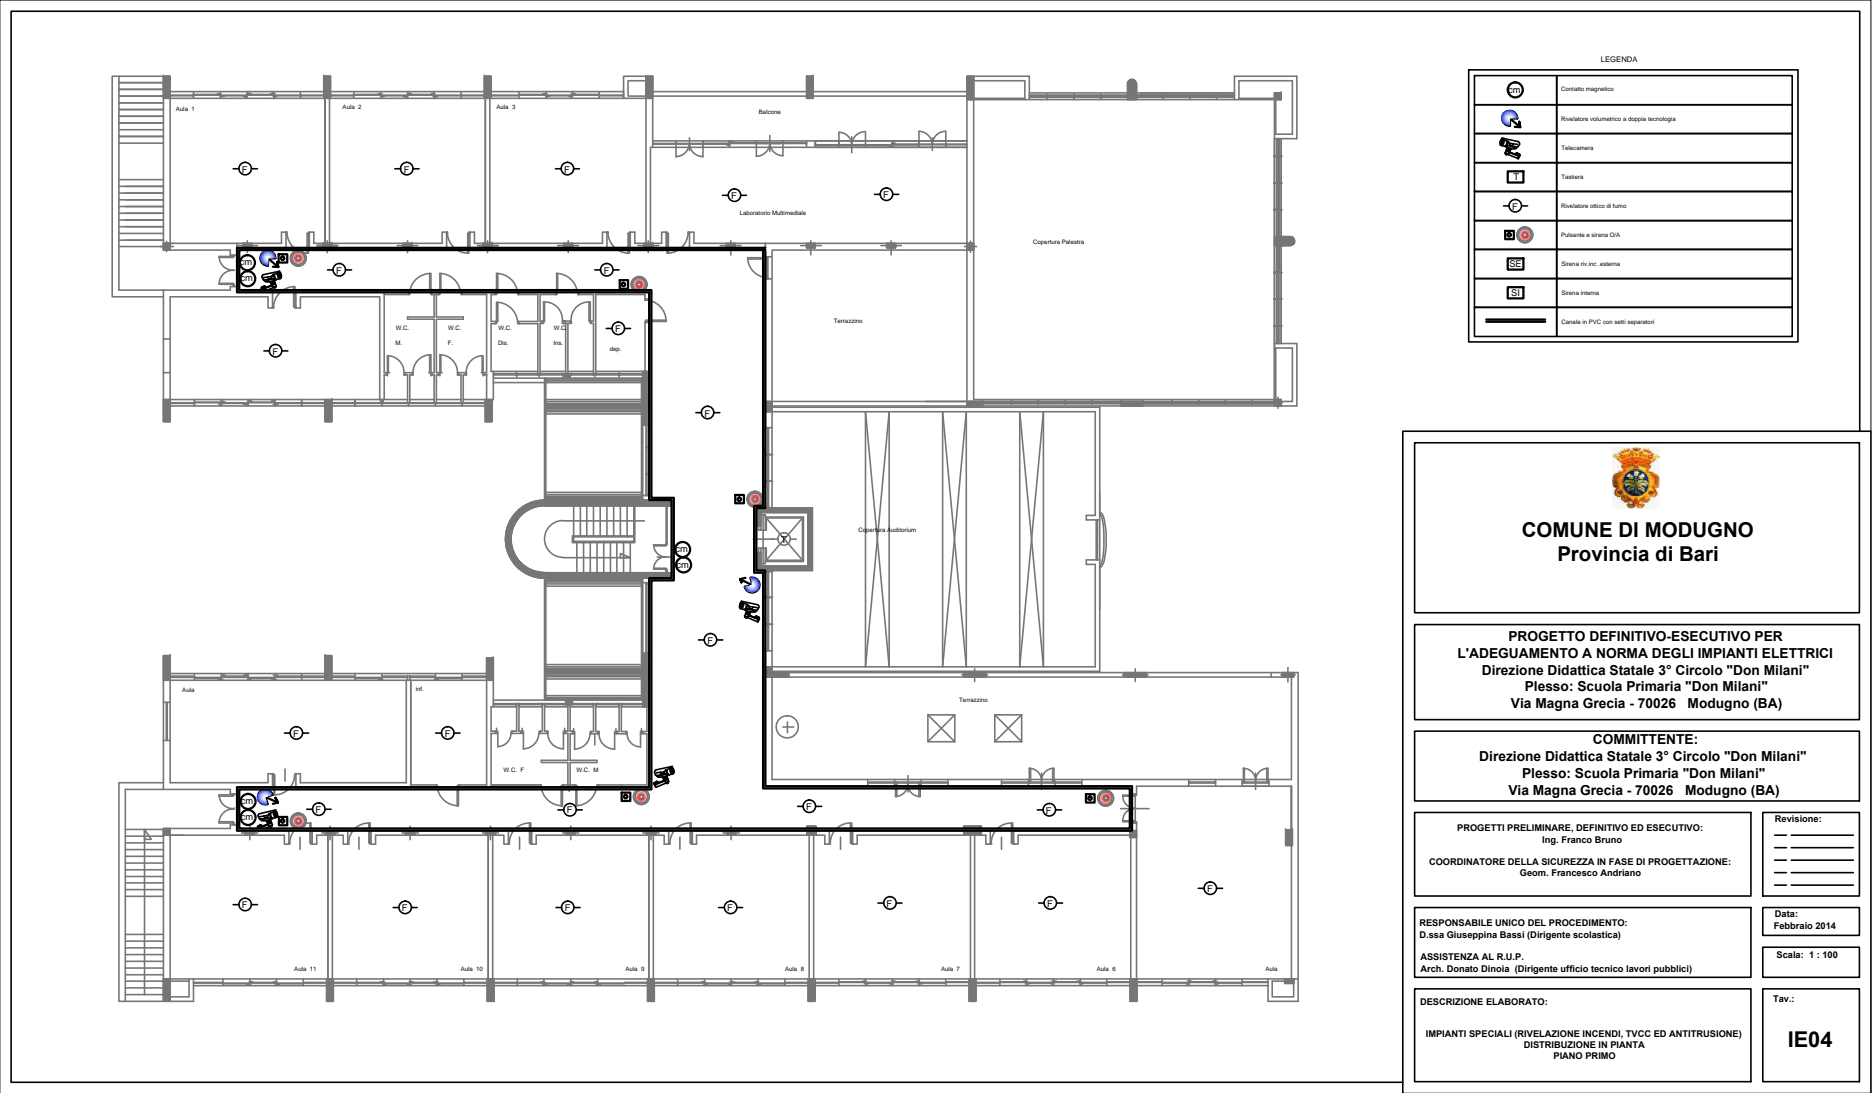 LEGENDA
cm Contatto magnetico
Rivelatore volumetrico a doppia tecnologia
Telecamera
T Tastiera
F Rivelatore ottico di fumo
Pulsante e sirena O/A
SE Sirena riv.inc .esterna
SI Sirena interna
Canale in PVC con setti separatori
Aula 1
Aula 2
Aula 3
Balcone
F
F
F
F
F
Laboratorio Multimediale
Copertura Palestra
cm
cm
F
F
Terrazzino
F
W.C.
M.
W.C.
F.
W.C.
Dis.
W.C.
Ins.
F
dep.
F
Copertura Auditorium
cm
cm
F
Aula
inf.
F
F
Terrazzino
W.C. F
W.C. M
cm
cm
F
F
F
F
F
F
F
F
F
F
F
Aula 11
Aula 10
Aula 9
Aula 8
Aula 7
Aula 6
Aula
COMUNE DI MODUGNO
Provincia di Bari
PROGETTO DEFINITIVO-ESECUTIVO PER
L'ADEGUAMENTO A NORMA DEGLI IMPIANTI ELETTRICI
Direzione Didattica Statale 3° Circolo "Don Milani"
Plesso: Scuola Primaria "Don Milani"
Via Magna Grecia - 70026 Modugno (BA)
COMMITTENTE:
Direzione Didattica Statale 3° Circolo "Don Milani"
Plesso: Scuola Primaria "Don Milani"
Via Magna Grecia - 70026 Modugno (BA)
PROGETTI PRELIMINARE, DEFINITIVO ED ESECUTIVO:
Ing. Franco Bruno
COORDINATORE DELLA SICUREZZA IN FASE DI PROGETTAZIONE:
Geom. Francesco Andriano
Revisione:
RESPONSABILE UNICO DEL PROCEDIMENTO:
D.ssa Giuseppina Bassi (Dirigente scolastica)
ASSISTENZA AL R.U.P.
Arch. Donato Dinoia (Dirigente ufficio tecnico lavori pubblici)
Data:
Febbraio 2014
Scala: 1 : 100
DESCRIZIONE ELABORATO:
IMPIANTI SPECIALI (RIVELAZIONE INCENDI, TVCC ED ANTITRUSIONE)
DISTRIBUZIONE IN PIANTA
PIANO PRIMO
Tav.:
IE04